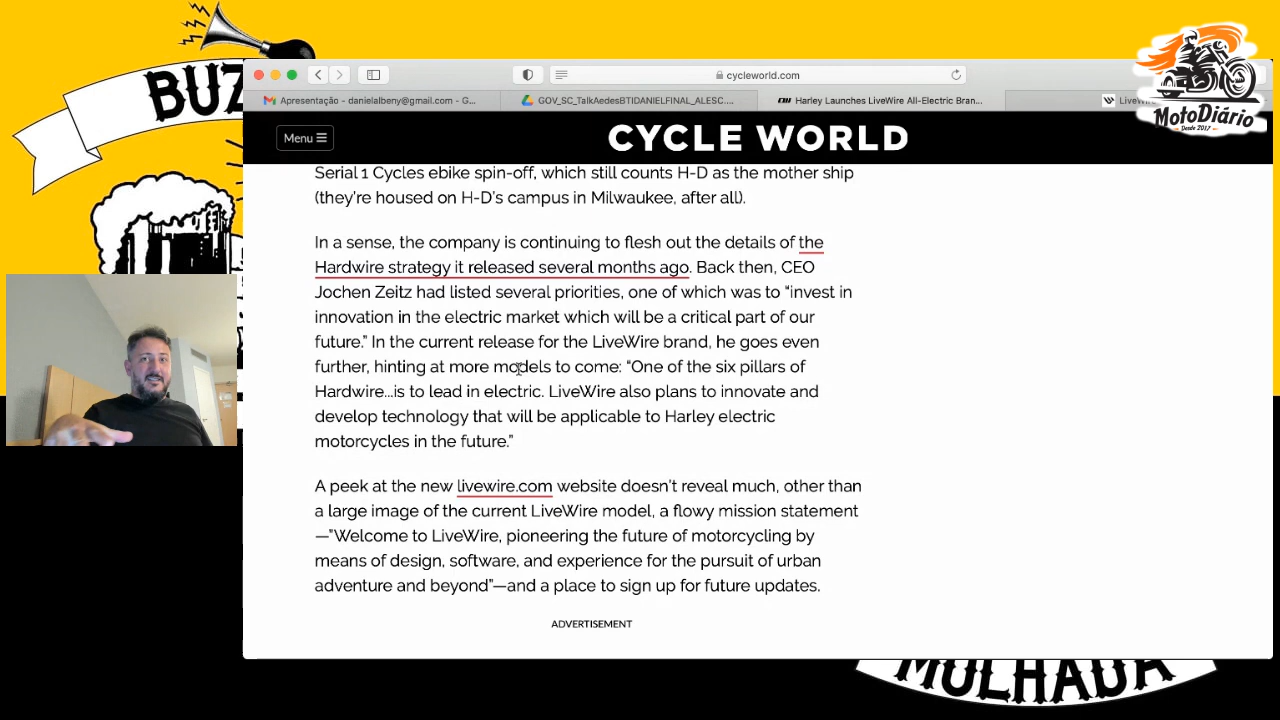 BUZ
cycleworld.com
Apresentação - danielalbeny@gmail.com - G...
GOV_SC_TalkAedesBTIDANIELFINAL_ALESC....
Harley Launches LiveWire All-Electric Bran...
MotoDiário
Desde 2017
Menu
CYCLE WORLD
Serial 1 Cycles ebike spin-off, which still counts H-D as the mother ship
(they're housed on H-D's campus in Milwaukee, after all).
In a sense, the company is continuing to flesh out the details of the
Hardwire strategy it released several months ago. Back then, CEO
Jochen Zeitz had listed several priorities, one of which was to “invest in
innovation in the electric market which will be a critical part of our
future.” In the current release for the LiveWire brand, he goes even
further, hinting at more models to come: “One of the six pillars of
Hardwire...is to lead in electric. LiveWire also plans to innovate and
develop technology that will be applicable to Harley electric
motorcycles in the future.”
A peek at the new livewire.com website doesn't reveal much, other than
a large image of the current LiveWire model, a flowy mission statement
—"Welcome to LiveWire, pioneering the future of motorcycling by
means of design, software, and experience for the pursuit of urban
adventure and beyond"—and a place to sign up for future updates.
ADVERTISEMENT
MOLHADA